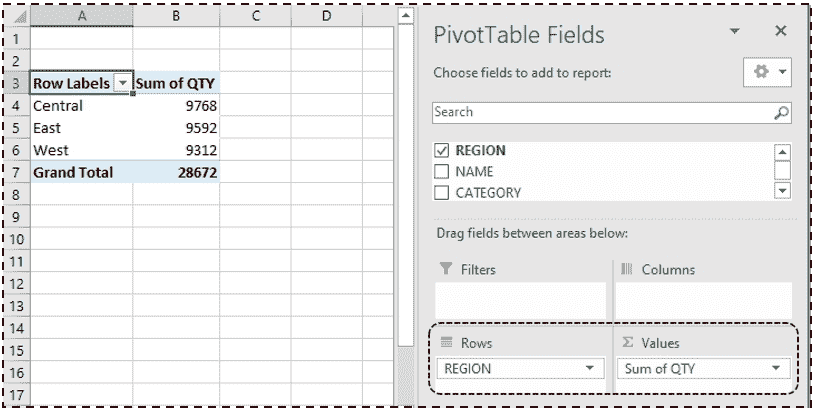 A B C D
1
2
3 Row Labels Sum of QTY
4 Central 9768
5 East 9592
6 West 9312
7 Grand Total 28672
8
9
10
11
12
13
14
15
16
17
PivotTable Fields
Choose fields to add to report:
Search
REGION
NAME
CATEGORY
Drag fields between areas below:
Filters Columns
Rows Σ Values
REGION Sum of QTY